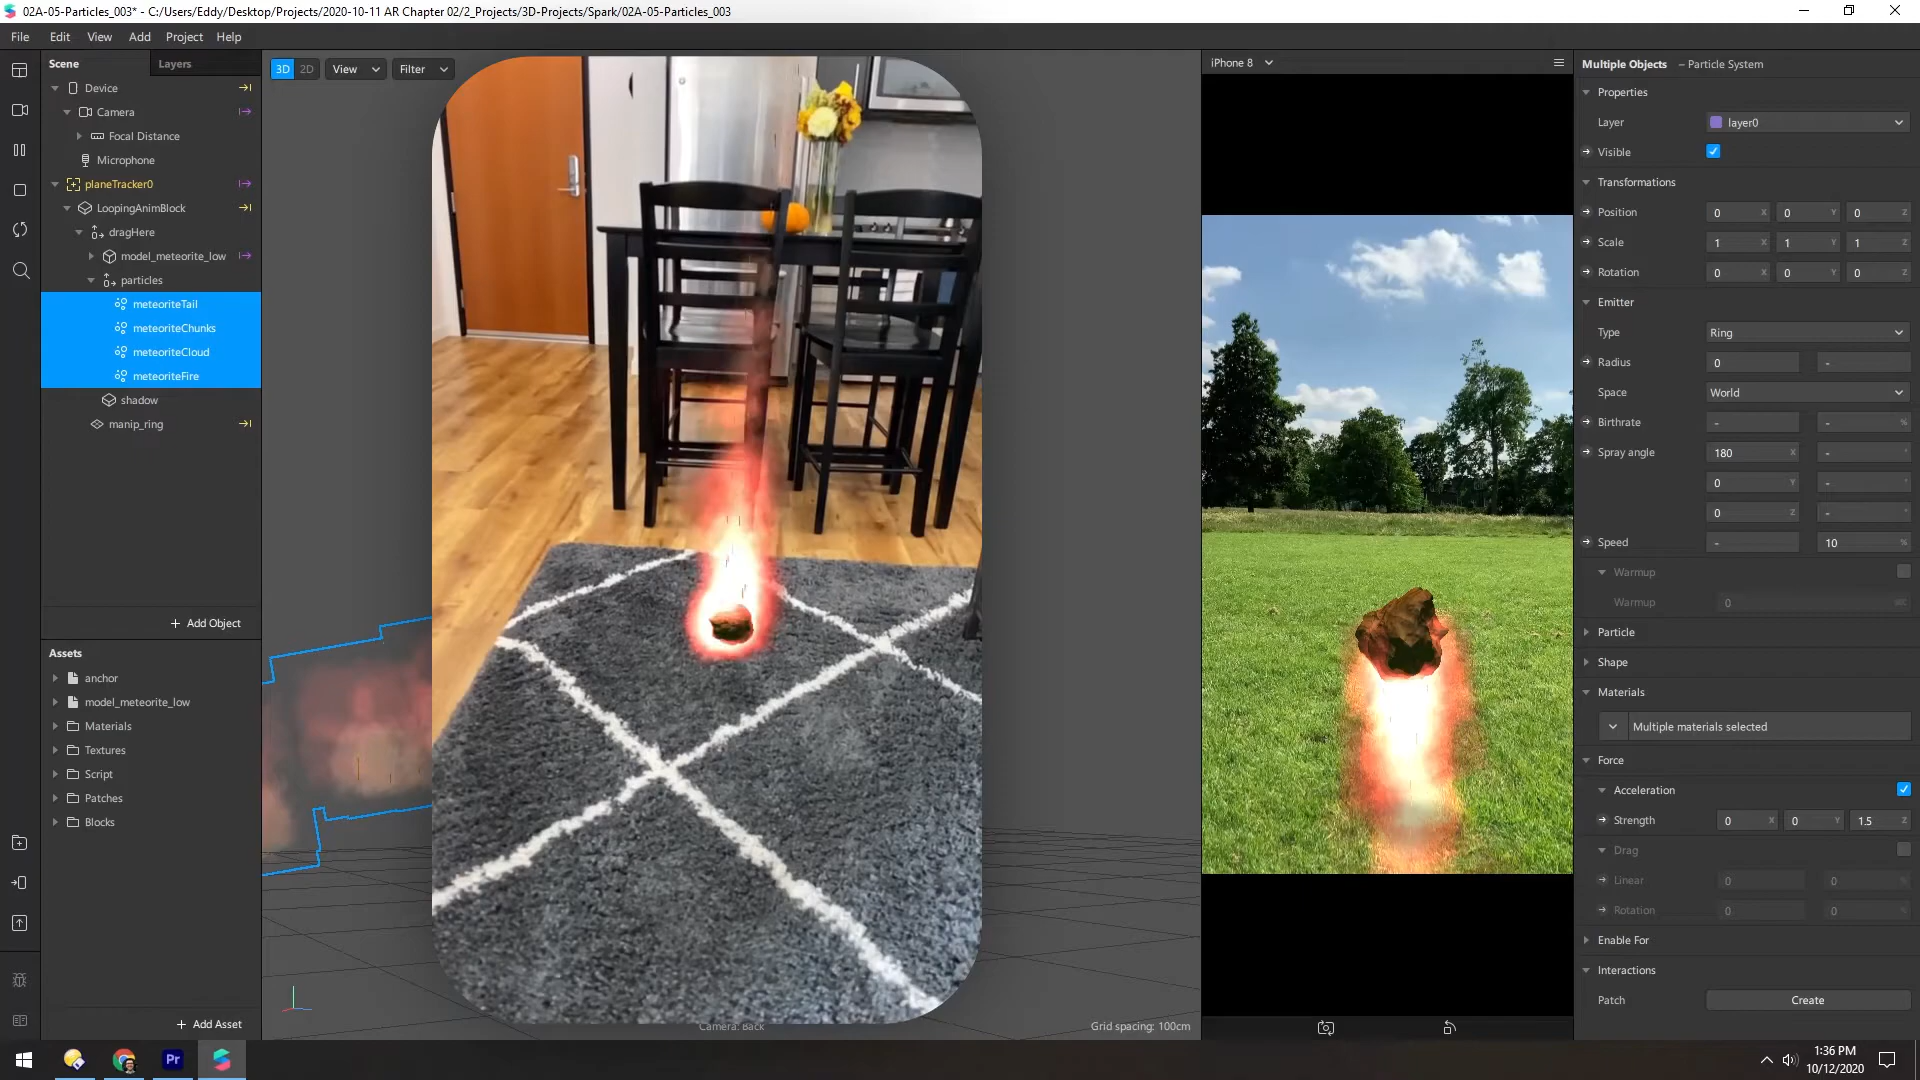 02A-05-Particles_003* - C:/Users/Eddy/Desktop/Projects/2020-10-11 AR Chapter 02/2_Projects/3D-Projects/Spark/02A-05-Particles_003
File Edit View Add Project Help
Scene Layers
Device
Camera
Focal Distance
Microphone
planeTracker0
LoopingAnimBlock
dragHere
model_meteorite_low
particles
meteoriteTail
meteoriteChunks
meteoriteCloud
meteoriteFire
shadow
manip_ring
+ Add Object
Assets
anchor
model_meteorite_low
Materials
Textures
Script
Patches
Blocks
+ Add Asset
3D 2D View Filter
Camera: Back
Grid spacing: 100cm
iPhone 8
Multiple Objects – Particle System
Properties
Layer layer0
Visible
Transformations
Position 0 X 0 Y 0 Z
Scale 1 X 1 Y 1 Z
Rotation 0 X 0 Y 0 Z
Emitter
Type Ring
Radius 0 -
Space World
Birthrate - - %
Spray angle 180 X - °
0 Y - °
0 Z - °
Speed - 10 %
Warmup
Warmup 0 sec
Particle
Shape
Materials
Multiple materials selected
Force
Acceleration
Strength 0 X 0 Y 1.5 Z
Drag
Linear 0 0 %
Rotation 0 0 %
Enable For
Interactions
Patch Create
Pr
1:36 PM
10/12/2020